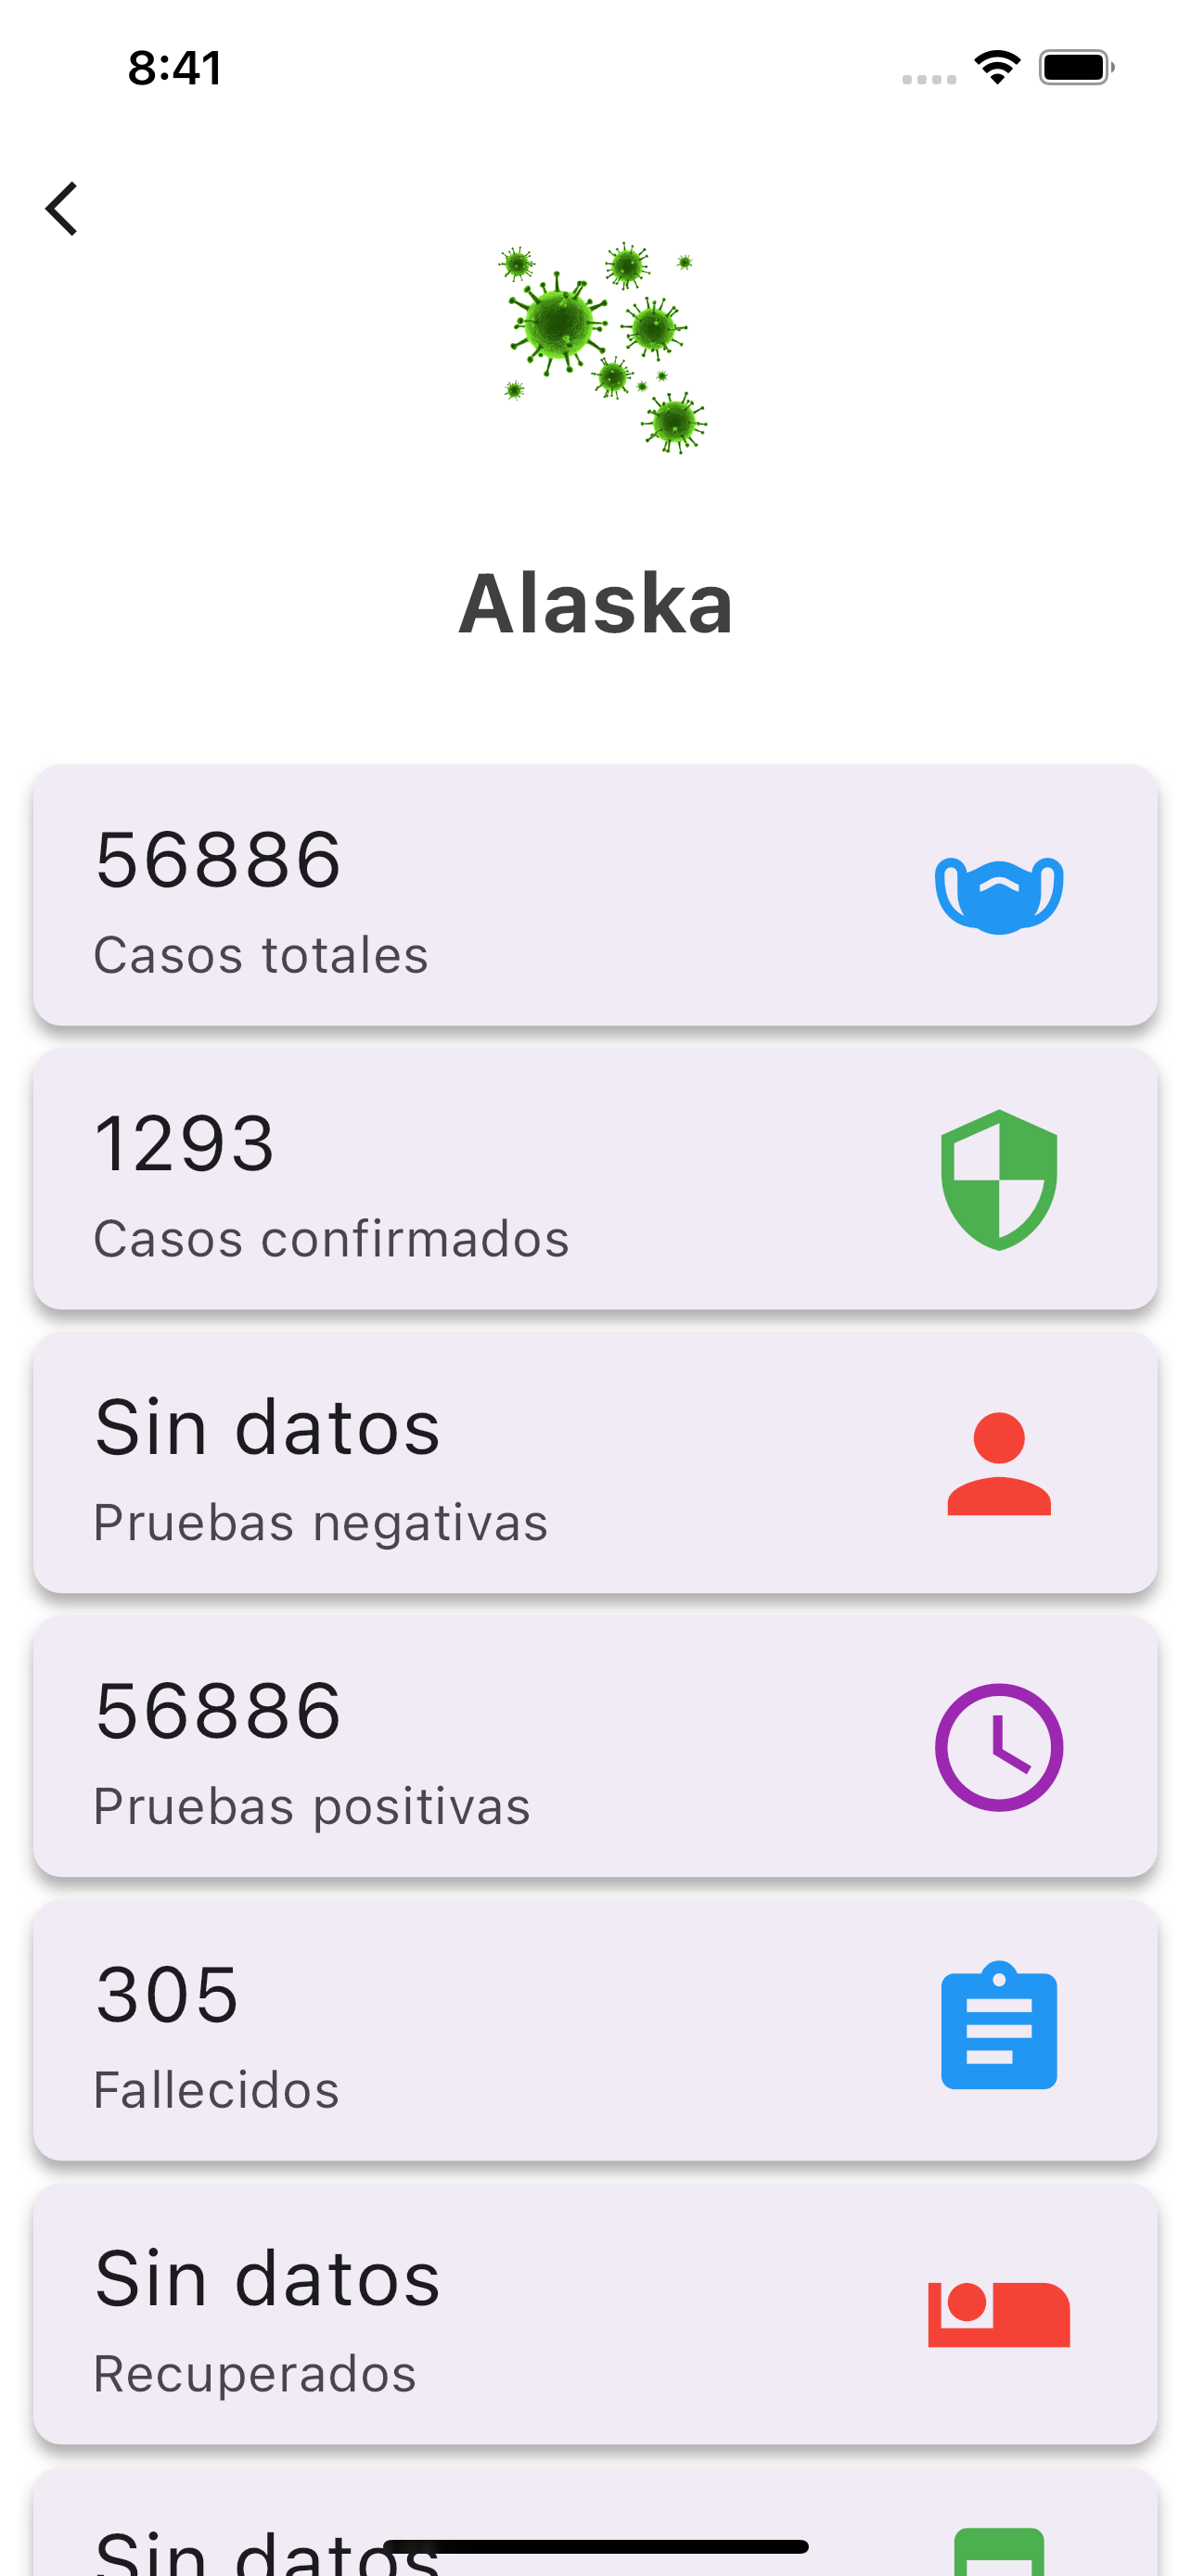 8:41
Alaska
56886
Casos totales
1293
Casos confirmados
Sin datos
Pruebas negativas
56886
Pruebas positivas
305
Fallecidos
Sin datos
Recuperados
Sin datos